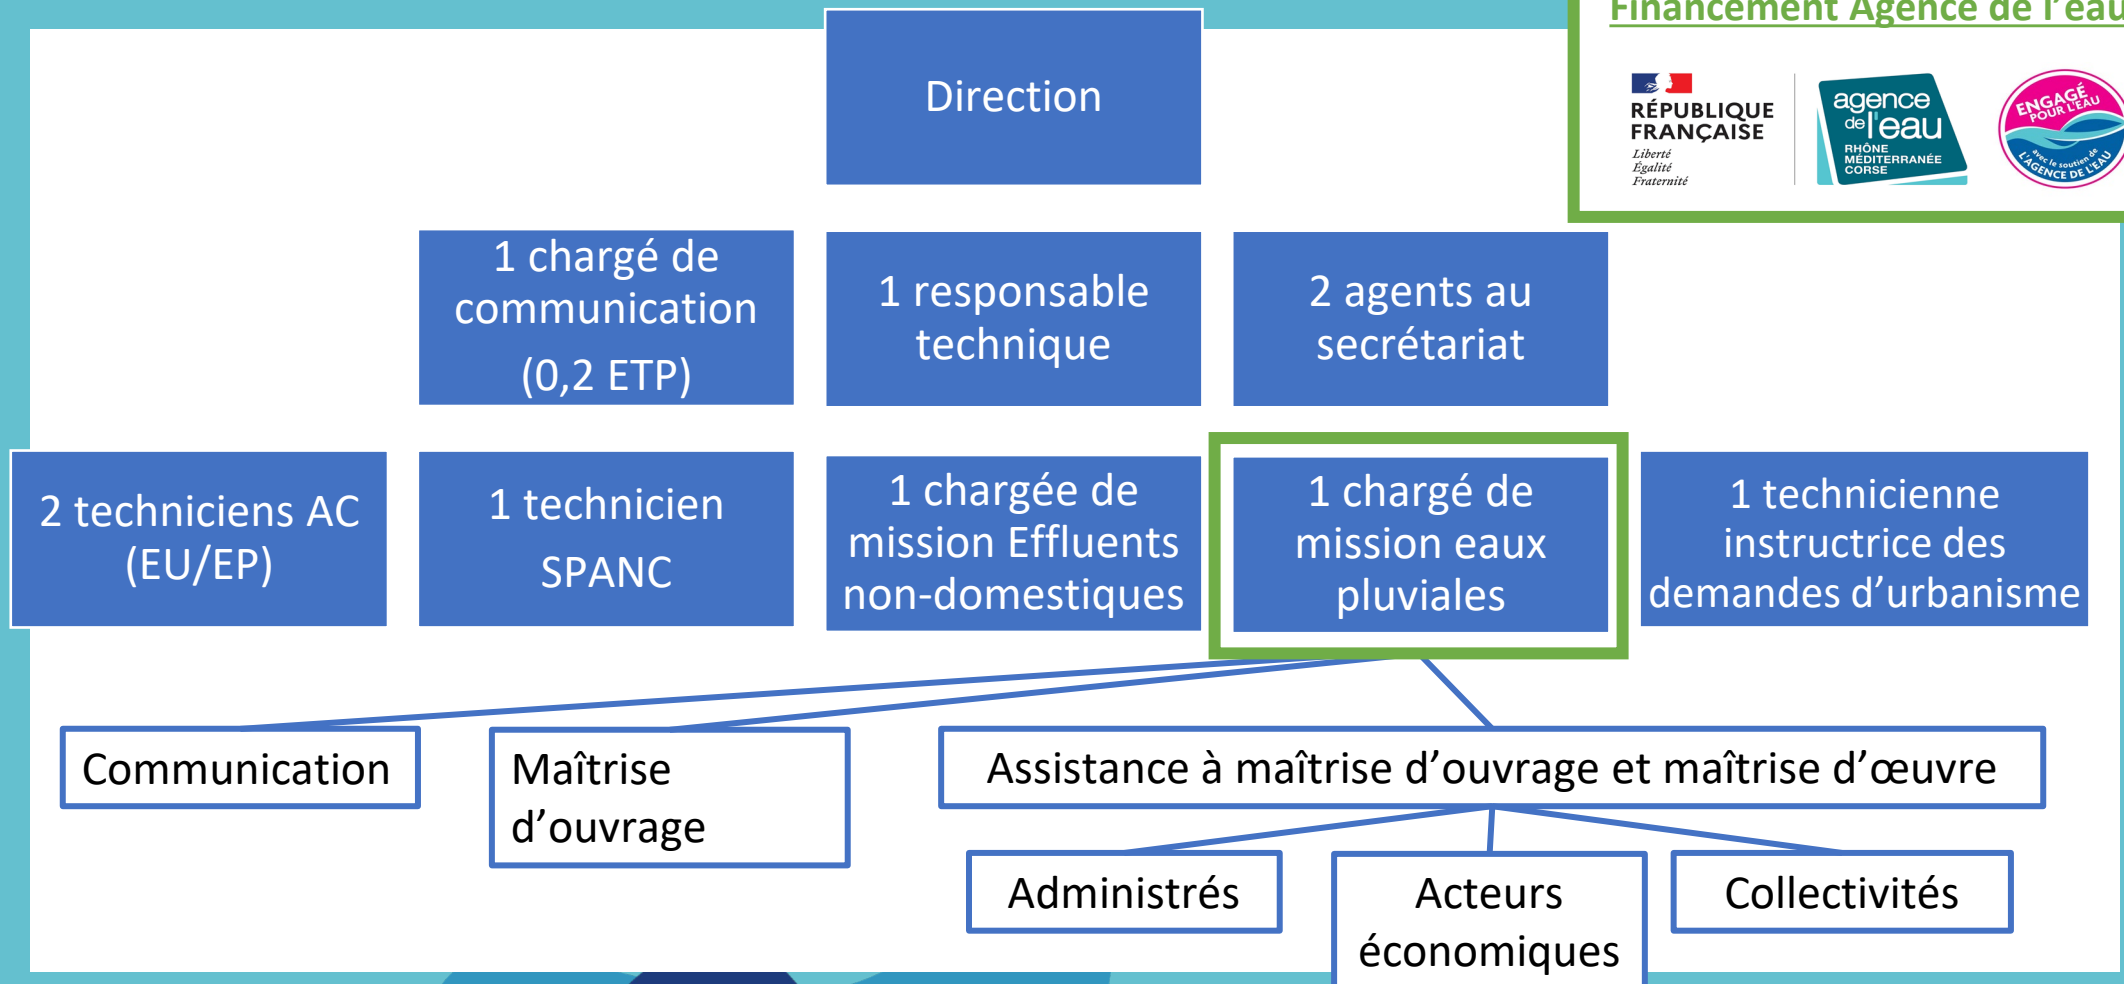 Financement Agence de l'eau
Direction
RÉPUBLIQUE
FRANÇAISE
Liberté
Égalité
Fraternité
agence
de l'eau
RHÔNE
MÉDITERRANÉE
CORSE
ENGAGÉ
POUR L'EAU
avec le soutien de
L'AGENCE DE L'EAU
1 chargé de
communication
(0,2 ETP)
1 responsable
technique
2 agents au
secrétariat
2 techniciens AC
(EU/EP)
1 technicien
SPANC
1 chargée de
mission Effluents
non-domestiques
1 chargé de
mission eaux
pluviales
1 technicienne
instructrice des
demandes d’urbanisme
Communication
Maîtrise
d’ouvrage
Assistance à maîtrise d’ouvrage et maîtrise d’œuvre
Administrés
Acteurs
économiques
Collectivités